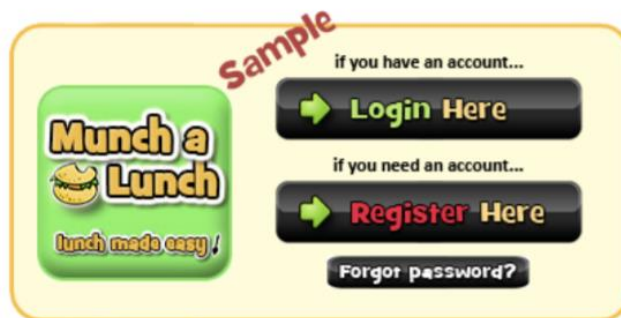 Sample
Munch a
Lunch
lunch made easy!
if you have an account...
Login Here
if you need an account...
Register Here
Forgot password?